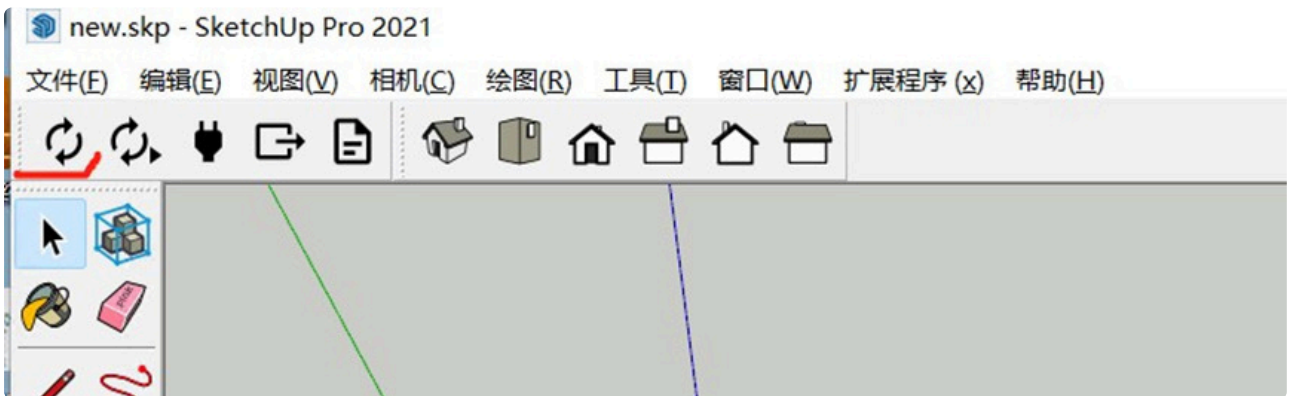 new.skp - SketchUp Pro 2021
文件(F) 编辑(E) 视图(V) 相机(C) 绘图(R) 工具(T) 窗口(W) 扩展程序 (x) 帮助(H)